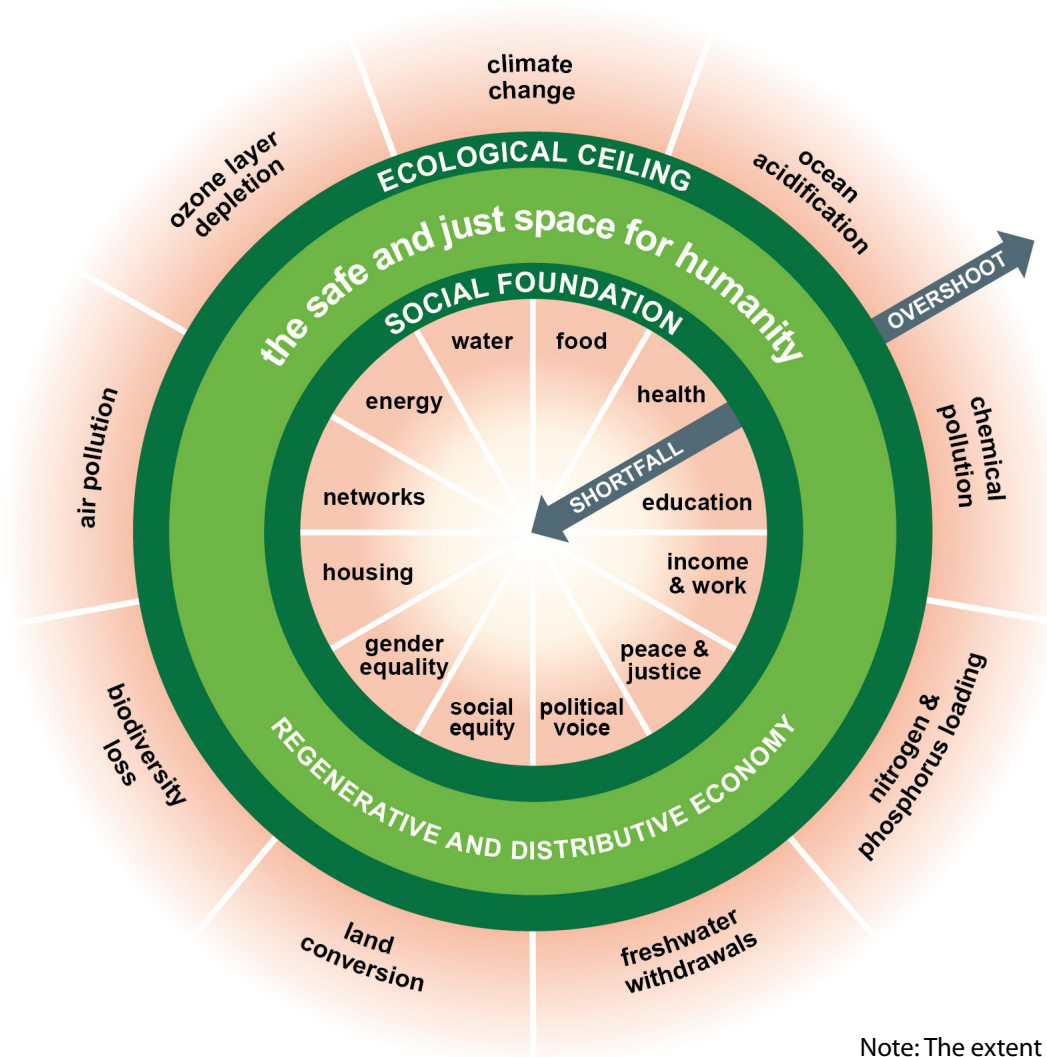 climate
change
ocean
acidification
chemical
pollution
nitrogen &
phosphorus loading
freshwater
withdrawals
land
conversion
biodiversity
loss
air pollution
ozone layer
depletion
ECOLOGICAL CEILING
the safe and just space for humanity
SOCIAL FOUNDATION
OVERSHOOT
SHORTFALL
water
food
health
education
income
& work
peace &
justice
political
voice
social
equity
gender
equality
housing
networks
energy
REGENERATIVE AND DISTRIBUTIVE ECONOMY
Note: The extent